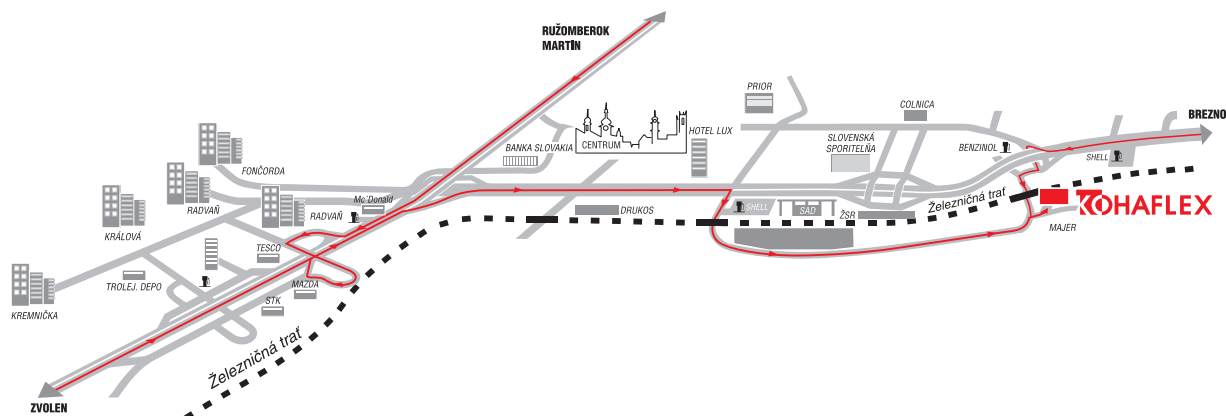 RUŽOMBEROK
MARTÍN
PRIOR
COLNICA
BREZNO
CENTRUM
HOTEL LUX
BANKA SLOVAKIA
SLOVENSKÁ
SPORITEĽŇA
BENZINOL
SHELL
FONČORDA
RADVAŇ
Mc´Donald
RADVAŇ
KRÁLOVÁ
DRUKOS
SHELL
SAD
ŽSR
Železničná trať
KOHAFLEX
MAJER
TESCO
TROLEJ. DEPO
MAZDA
STK
KREMNIČKA
Železničná trať
ZVOLEN